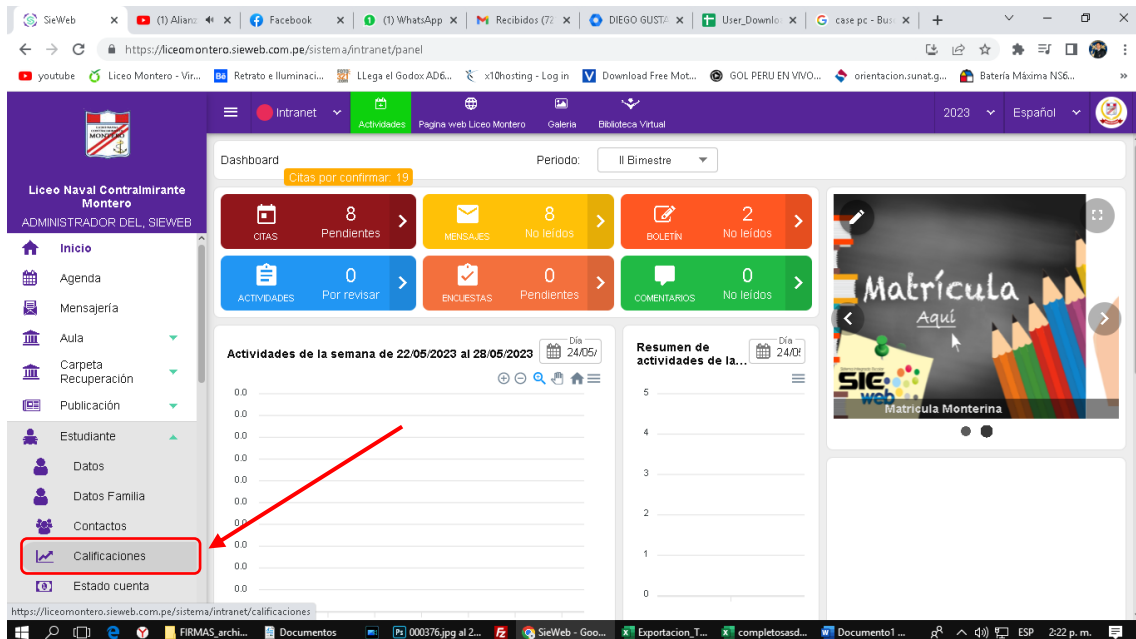 SieWeb
(1) Alianz
Facebook
(1) WhatsApp
Recibidos (72
DIEGO GUSTA
User_Downlo
case pc - Bus
https://liceomontero.sieweb.com.pe/sistema/intranet/panel
youtube
Liceo Montero - Vir...
Retrato e Iluminaci...
LLega el Godox AD6...
x10hosting - Log in
Download Free Mot...
GOL PERU EN VIVO...
orientacion.sunat.g...
Batería Máxima NS6...
Intranet
Actividades
Pagina web Liceo Montero
Galeria
Biblioteca Virtual
2023
Español
MONTERO
Liceo Naval Contralmirante
Montero
ADMINISTRADOR DEL, SIEWEB
Inicio
Agenda
Mensajería
Aula
Carpeta
Recuperación
Publicación
Estudiante
Datos
Datos Familia
Contactos
Calificaciones
Estado cuenta
Dashboard
Periodo:
II Bimestre
Citas por confirmar: 19
CITAS
8
Pendientes
MENSAJES
8
No leídos
BOLETÍN
2
No leídos
ACTIVIDADES
0
Por revisar
ENCUESTAS
0
Pendientes
COMENTARIOS
0
No leídos
Actividades de la semana de 22/05/2023 al 28/05/2023
Día
24/05/
0.0
0.0
0.0
0.0
0.0
0.0
0.0
0.0
0.0
0.0
Resumen de
actividades de la...
Día
24/0
5
4
3
2
1
0
Matrícula
Aquí
SIE
web
Matricula Monterina
https://liceomontero.sieweb.com.pe/sistema/intranet/calificaciones
FIRMAS_archi...
Documentos
000376.jpg al 2...
SieWeb - Goo...
Exportacion_T...
completosasd...
Documento1 ...
ESP
2:22 p. m.